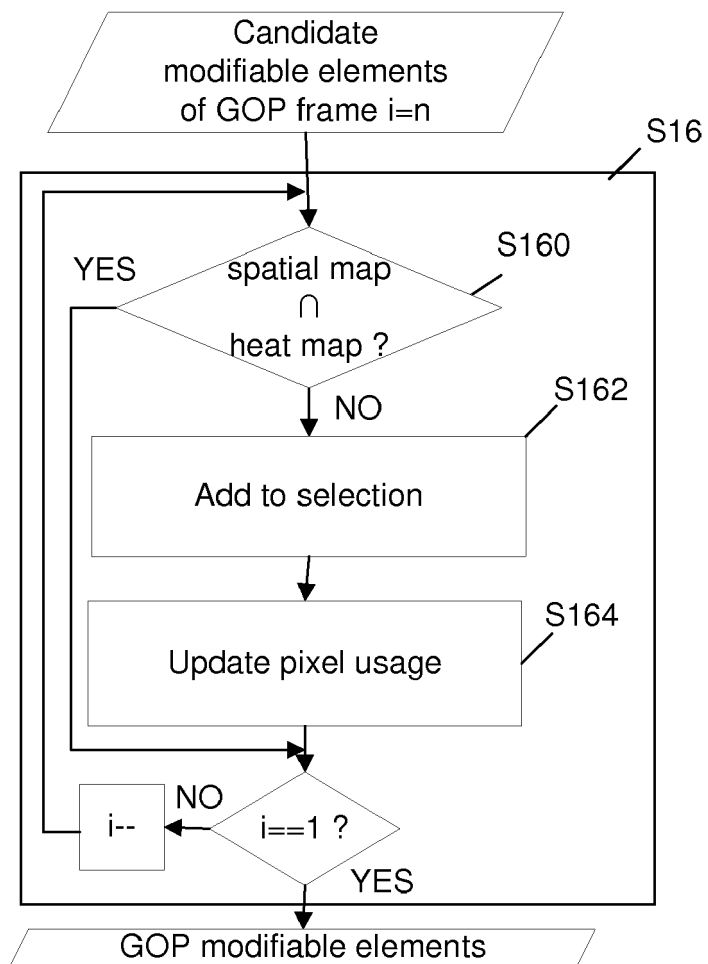 Candidate
modifiable elements
of GOP frame i=n
S16
S160
YES
spatial map
∩
heat map ?
NO
S162
Add to selection
S164
Update pixel usage
NO
i--
i==1 ?
YES
GOP modifiable elements